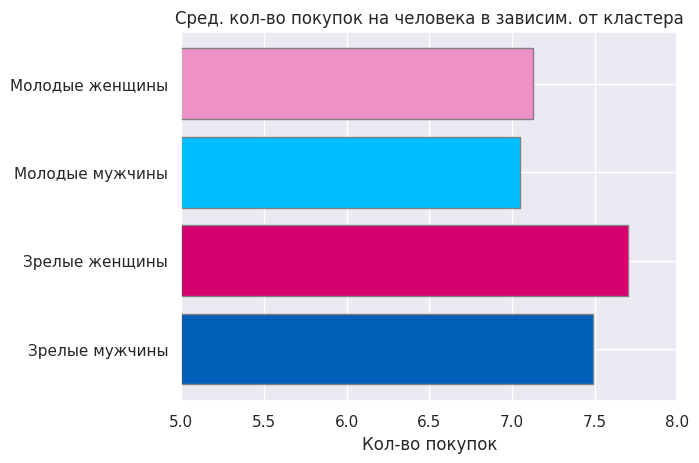 Сред. кол-во покупок на человека в зависим. от кластера
Молодые женщины
Молодые мужчины
Зрелые женщины
Зрелые мужчины
5.0 5.5 6.0 6.5 7.0 7.5 8.0
Кол-во покупок